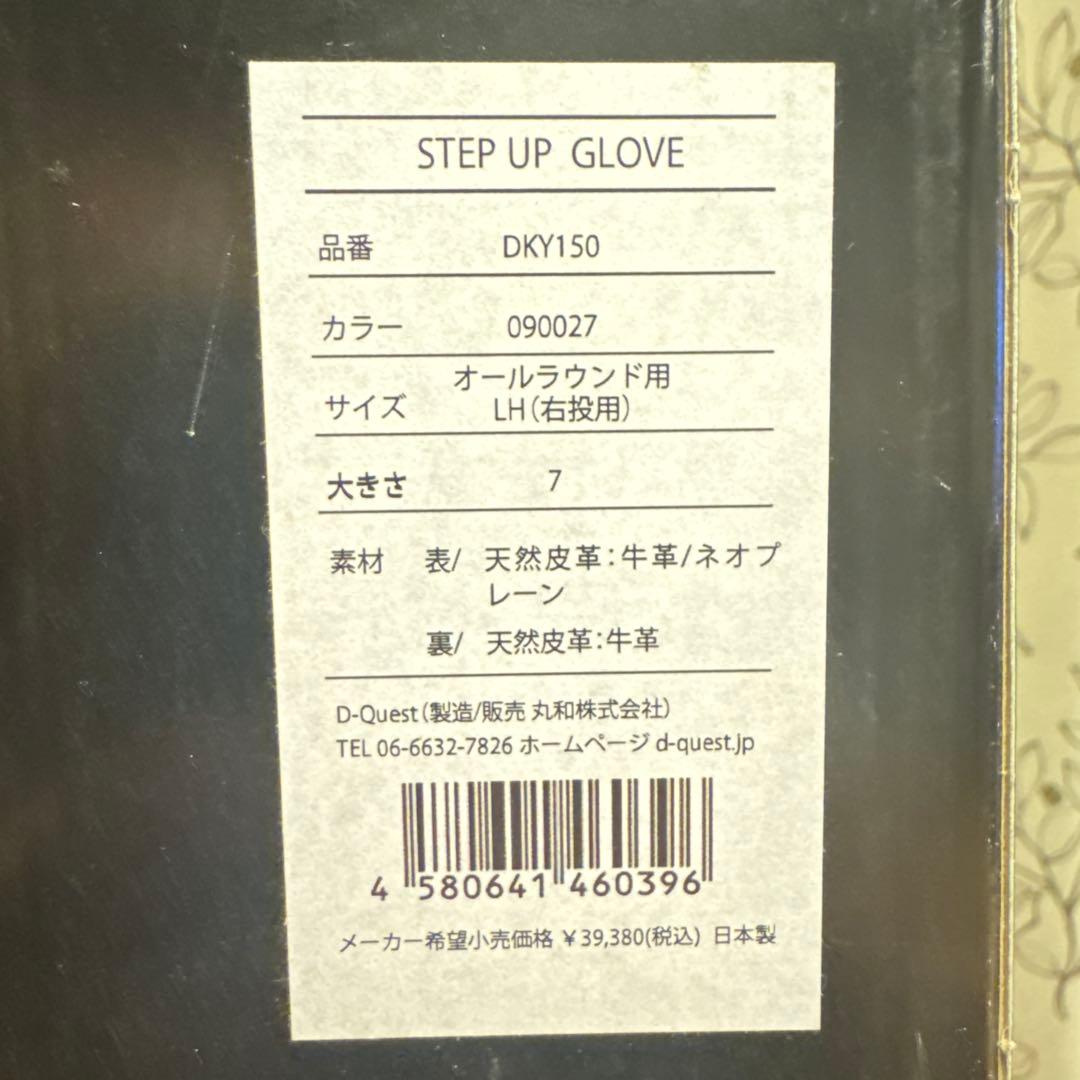 STEP UP GLOVE
品番 DKY150
カラー 090027
オールラウンド用
サイズ LH(右投用)
大きさ 7
素材 表/ 天然皮革:牛革/ネオプ
レーン
裏/ 天然皮革:牛革
D-Quest(製造/販売 丸和株式会社)
TEL 06-6632-7826 ホームページ d-quest.jp
4 580641 460396
メーカー希望小売価格 ¥39,380(税込) 日本製